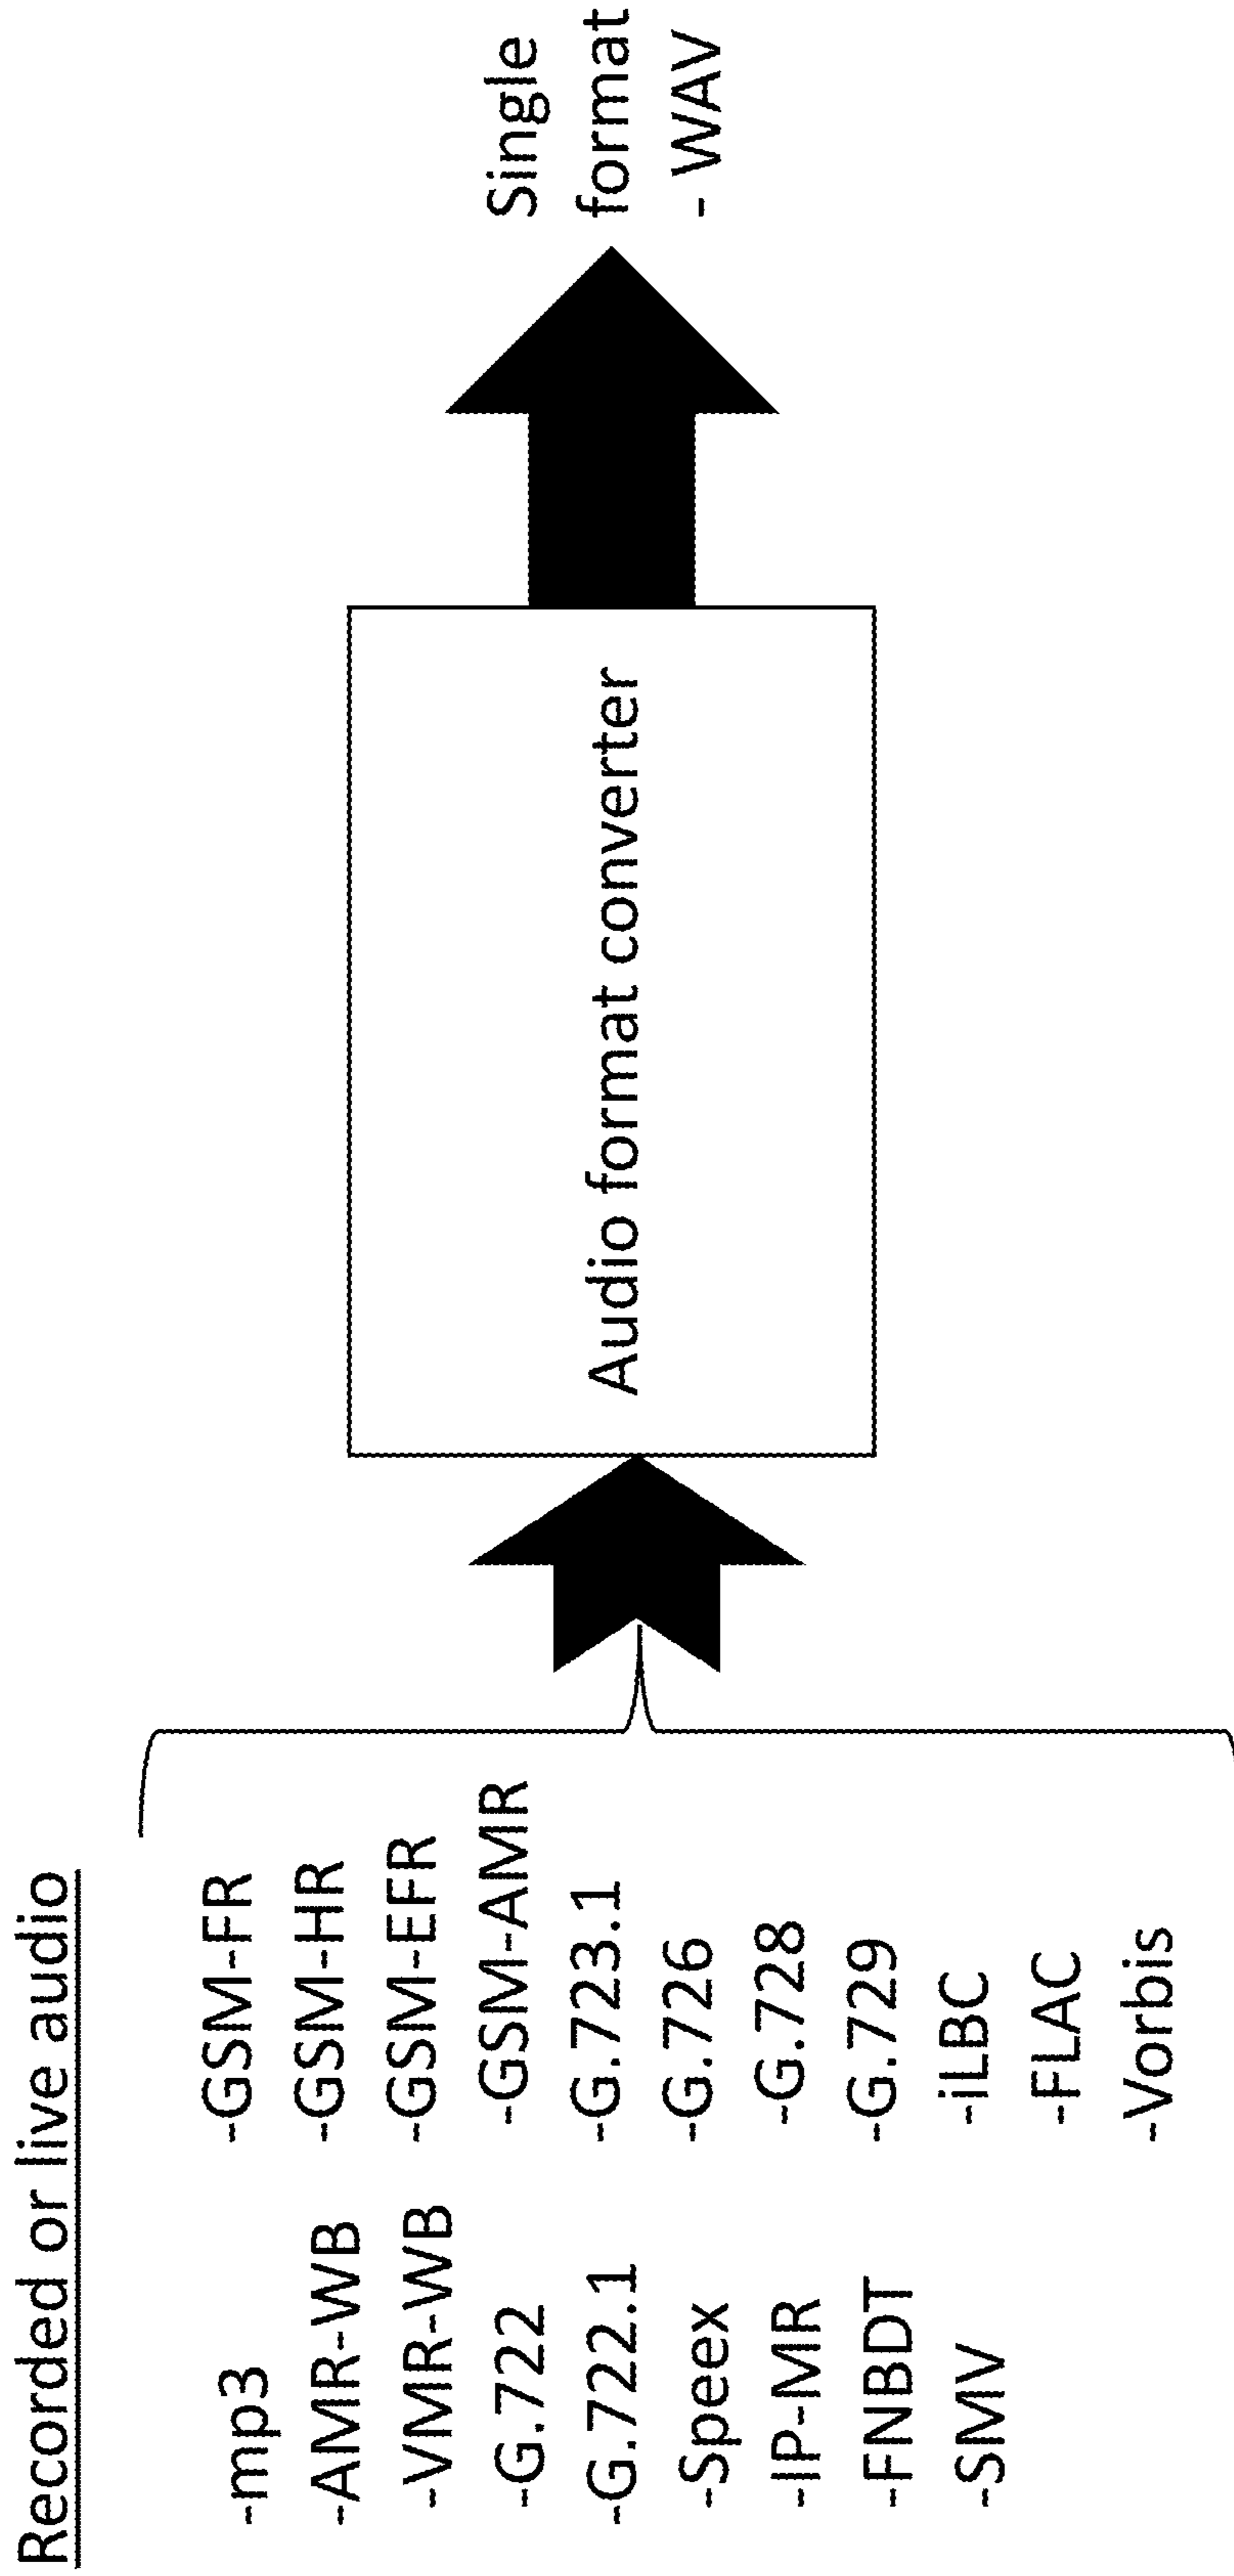 Recorded or live audio
-mp3
-AMR-WB
-VMR-WB
-G.722
-G.722.1
-Speex
-IP-MR
-FNBDT
-SMV
-GSM-FR
-GSM-HR
-GSM-EFR
-GSM-AMR
-G.723.1
-G.726
-G.728
-G.729
-iLBC
-FLAC
-Vorbis
Audio format converter
Single
format
- WAV